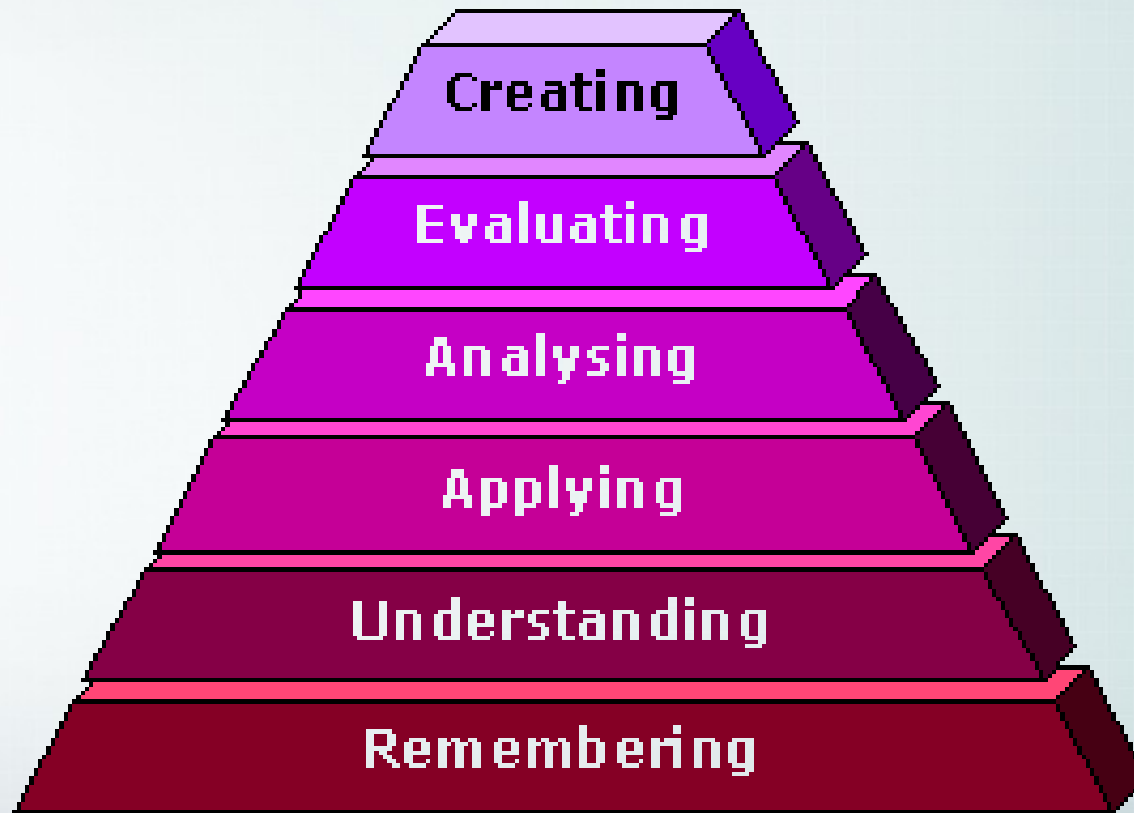 Creating
Evaluating
Analysing
Applying
Understanding
Remembering